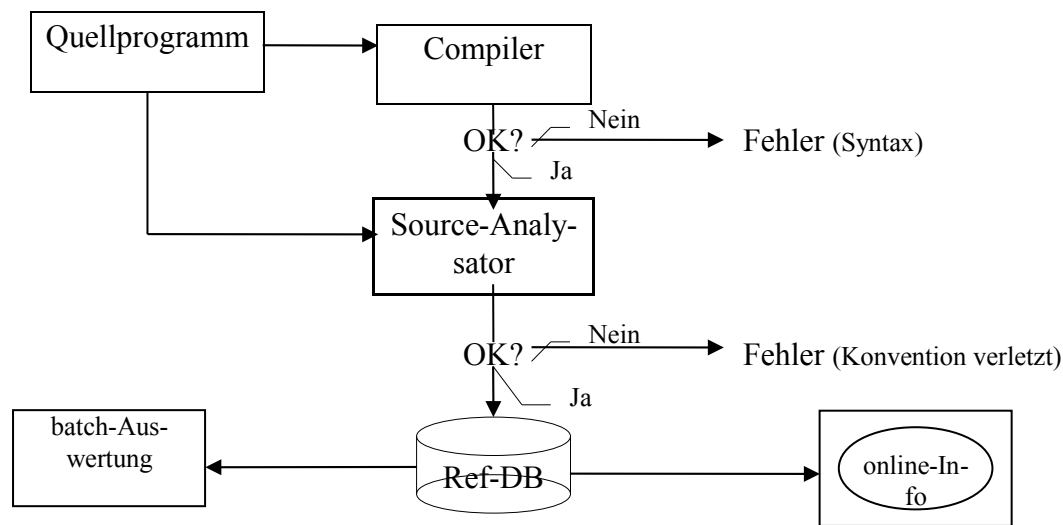 Quellprogramm
Compiler
OK?
Nein
Fehler (Syntax)
Ja
Source-Analy-
sator
OK?
Nein
Fehler (Konvention verletzt)
Ja
batch-Aus-
wertung
Ref-DB
online-In-
fo